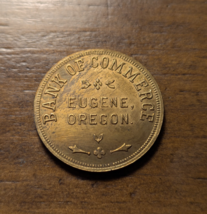 BANK OF COMMERCE
EUGENE,
OREGON.